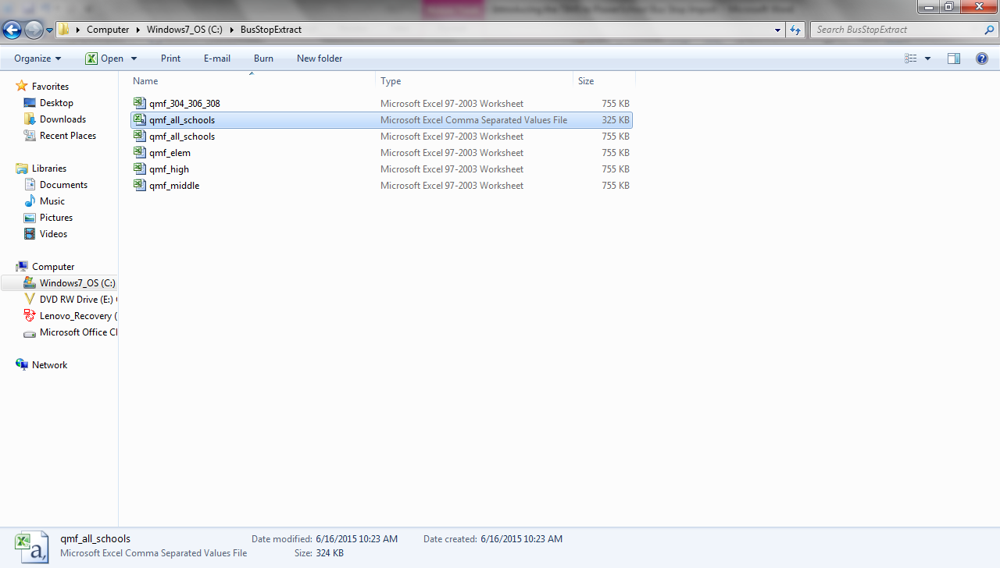 Computer Windows7_OS (C:) BusStopExtract Search BusStopExtract
Organize Open Print E-mail Burn New folder
Name Type Size
Favorites
Desktop
Downloads
Recent Places
Libraries
Documents
Music
Pictures
Videos
Computer
Windows7_OS (C:)
DVD RW Drive (E:)
Lenovo_Recovery (
Microsoft Office Cl
Network
qmf_304_306_308 Microsoft Excel 97-2003 Worksheet 755 KB
qmf_all_schools Microsoft Excel Comma Separated Values File 325 KB
qmf_all_schools Microsoft Excel 97-2003 Worksheet 755 KB
qmf_elem Microsoft Excel 97-2003 Worksheet 755 KB
qmf_high Microsoft Excel 97-2003 Worksheet 755 KB
qmf_middle Microsoft Excel 97-2003 Worksheet 755 KB
qmf_all_schools Date modified: 6/16/2015 10:23 AM Date created: 6/16/2015 10:23 AM
Microsoft Excel Comma Separated Values File Size: 324 KB